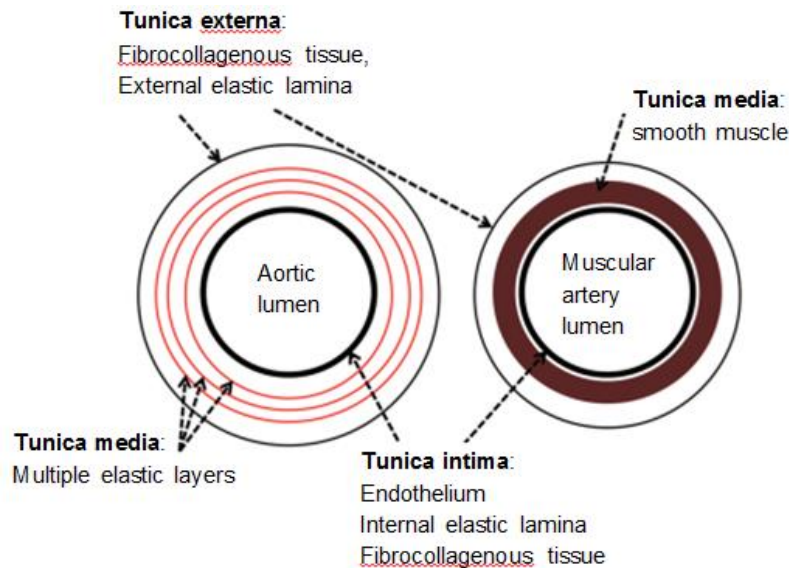 Tunica externa:
Fibrocollagenous tissue,
External elastic lamina
Tunica media:
smooth muscle
Aortic
lumen
Muscular
artery
lumen
Tunica media:
Multiple elastic layers
Tunica intima:
Endothelium
Internal elastic lamina
Fibrocollagenous tissue